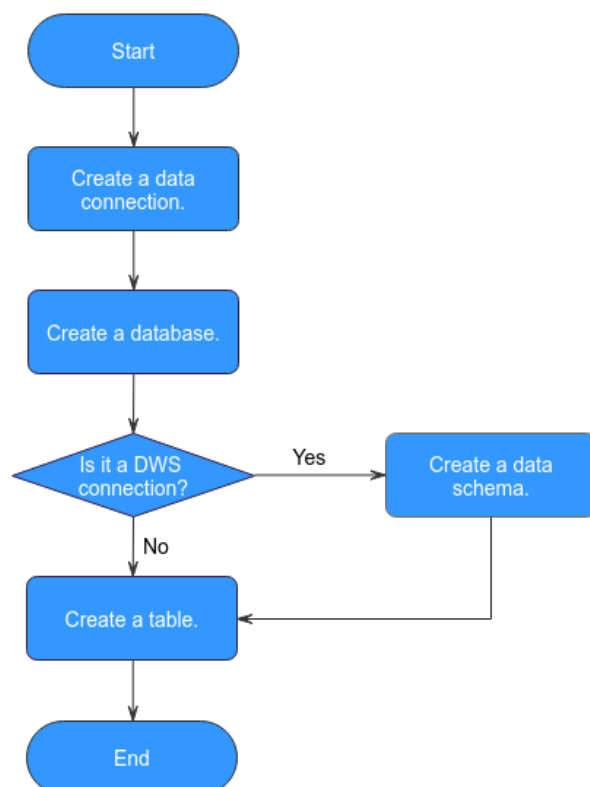 Start
Create a data
connection.
Create a database.
Is it a DWS
connection?
Yes
Create a data
schema.
No
Create a table.
End